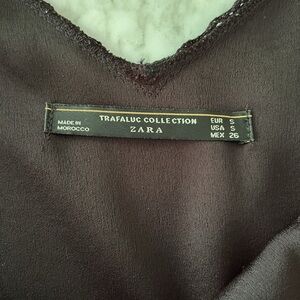 MADE IN
MOROCCO
TRAFALUC COLLECTION
ZARA
EUR S
USA S
MEX 26